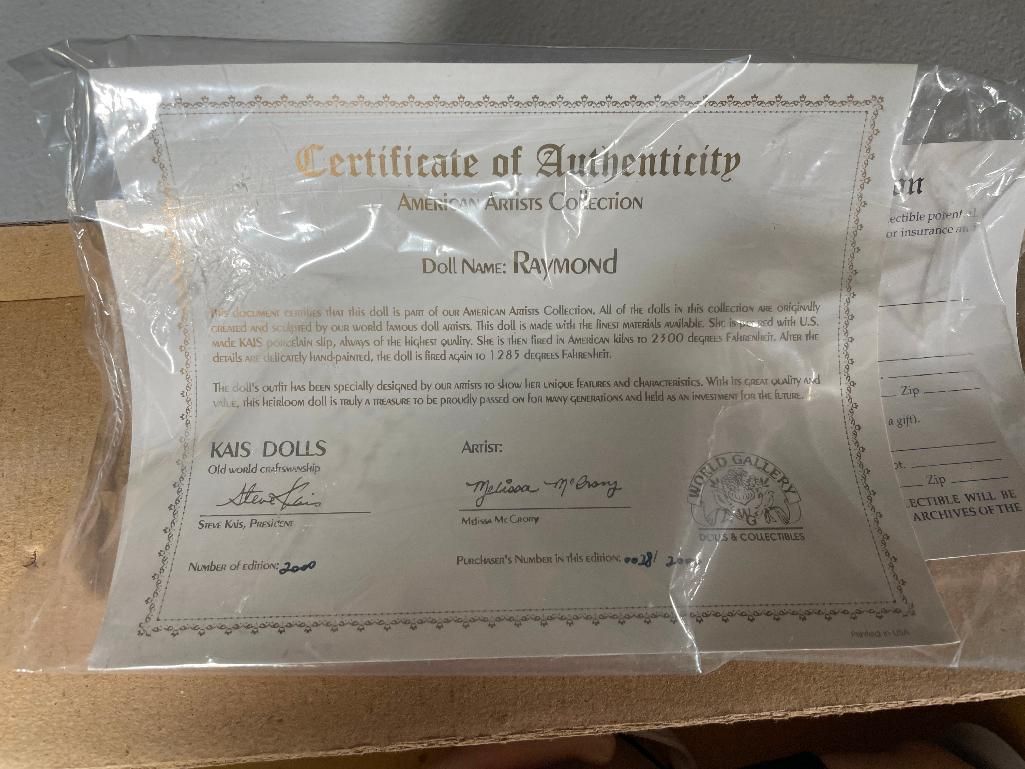 Certificate of Authenticity
American Artists Collection
Doll Name: Raymond
This document certifies that this doll is part of our American Artists Collection. All of the dolls in this collection are originally
created and sculpted by our world famous doll artists. This doll is made with the finest materials available. She is poured with U.S.
made KAIS porcelain slip, always of the highest quality. She is then fired in American kilns to 2300 degrees Fahrenheit. After the
details are delicately hand-painted, the doll is fired again to 1285 degrees Fahrenheit.
The doll's outfit has been specially designed by our artists to show her unique features and characteristics. With its great quality and
value, this heirloom doll is truly a treasure to be proudly passed on for many generations and held as an investment for the future.
KAIS DOLLS
Old world craftsmanship
Steve Kais
Steve Kais, President
Number of edition: 2000
Artist:
Melissa McCrory
Melissa McCrory
Purchaser's Number in this edition: 0028/
WORLD GALLERY
WG
DOLLS & COLLECTIBLES
Printed in USA
on
ectible potential
or insurance an
Zip
a gift).
pt.
Zip
ECTIBLE WILL BE
ARCHIVES OF THE